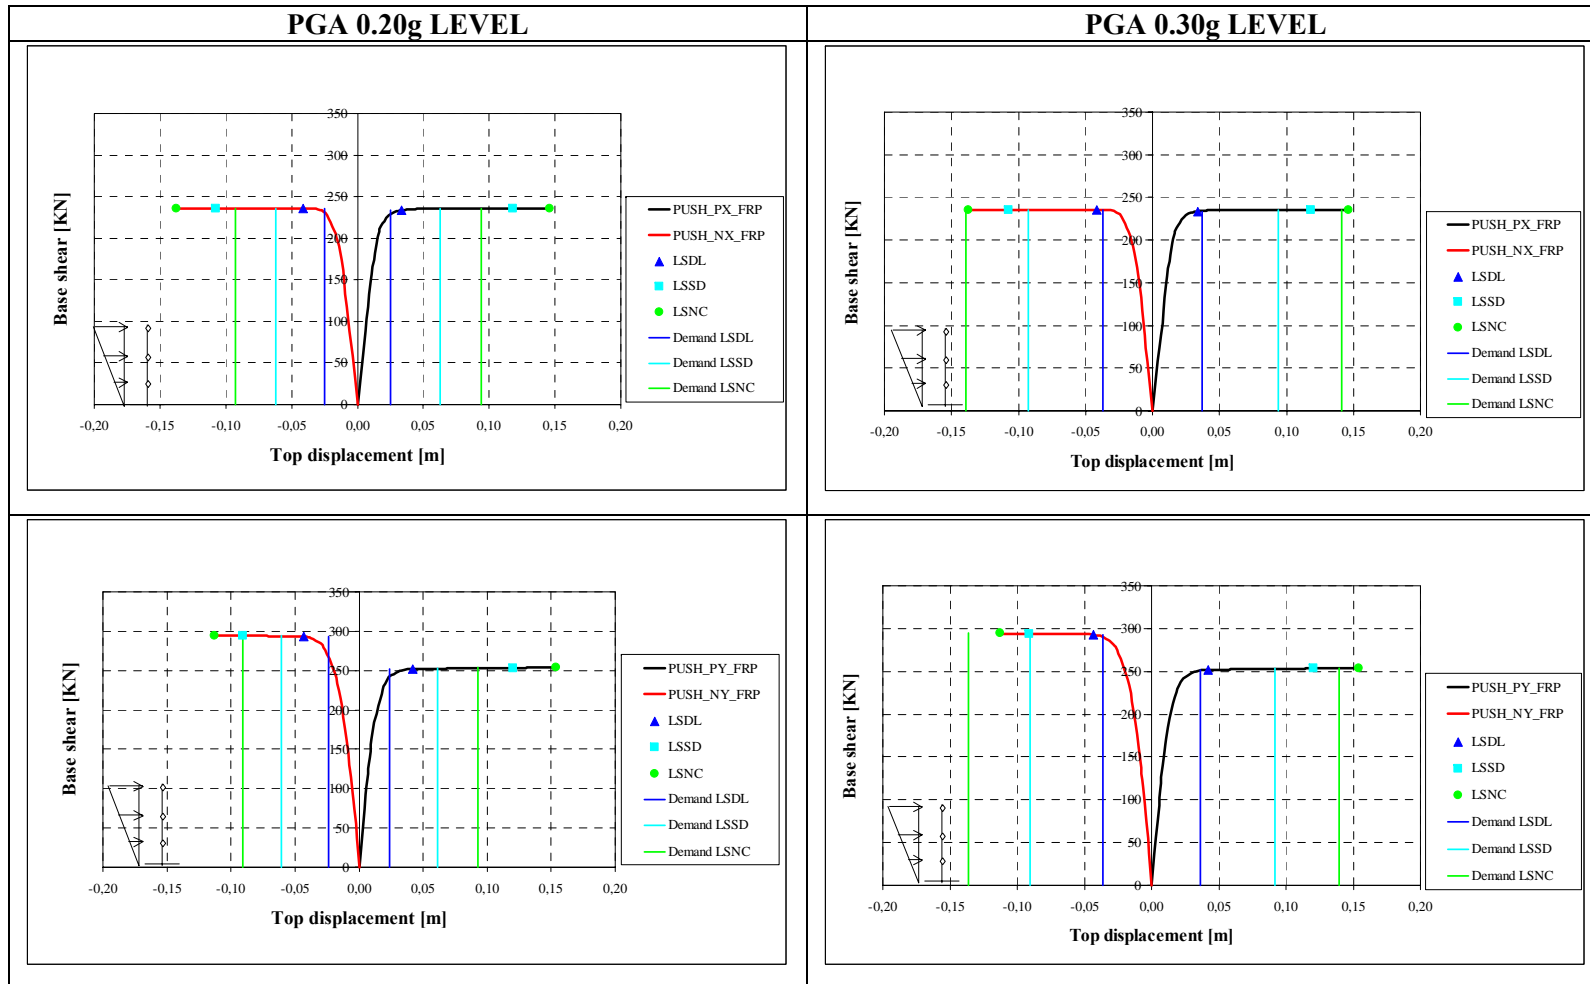 PGA 0.20g LEVEL
PGA 0.30g LEVEL
350
300
250
200
150
100
50
0
-0,20 -0,15 -0,10 -0,05 0,00 0,05 0,10 0,15 0,20
Base shear [KN]
Top displacement [m]
PUSH_PX_FRP
PUSH_NX_FRP
LSDL
LSSD
LSNC
Demand LSDL
Demand LSSD
Demand LSNC
350
300
250
200
150
100
50
0
-0,20 -0,15 -0,10 -0,05 0,00 0,05 0,10 0,15 0,20
Base shear [KN]
Top displacement [m]
PUSH_PX_FRP
PUSH_NX_FRP
LSDL
LSSD
LSNC
Demand LSDL
Demand LSSD
Demand LSNC
350
300
250
200
150
100
50
0
-0,20 -0,15 -0,10 -0,05 0,00 0,05 0,10 0,15 0,20
Base shear [KN]
Top displacement [m]
PUSH_PY_FRP
PUSH_NY_FRP
LSDL
LSSD
LSNC
Demand LSDL
Demand LSSD
Demand LSNC
350
300
250
200
150
100
50
0
-0,20 -0,15 -0,10 -0,05 0,00 0,05 0,10 0,15 0,20
Base shear [KN]
Top displacement [m]
PUSH_PY_FRP
PUSH_NY_FRP
LSDL
LSSD
LSNC
Demand LSDL
Demand LSSD
Demand LSNC